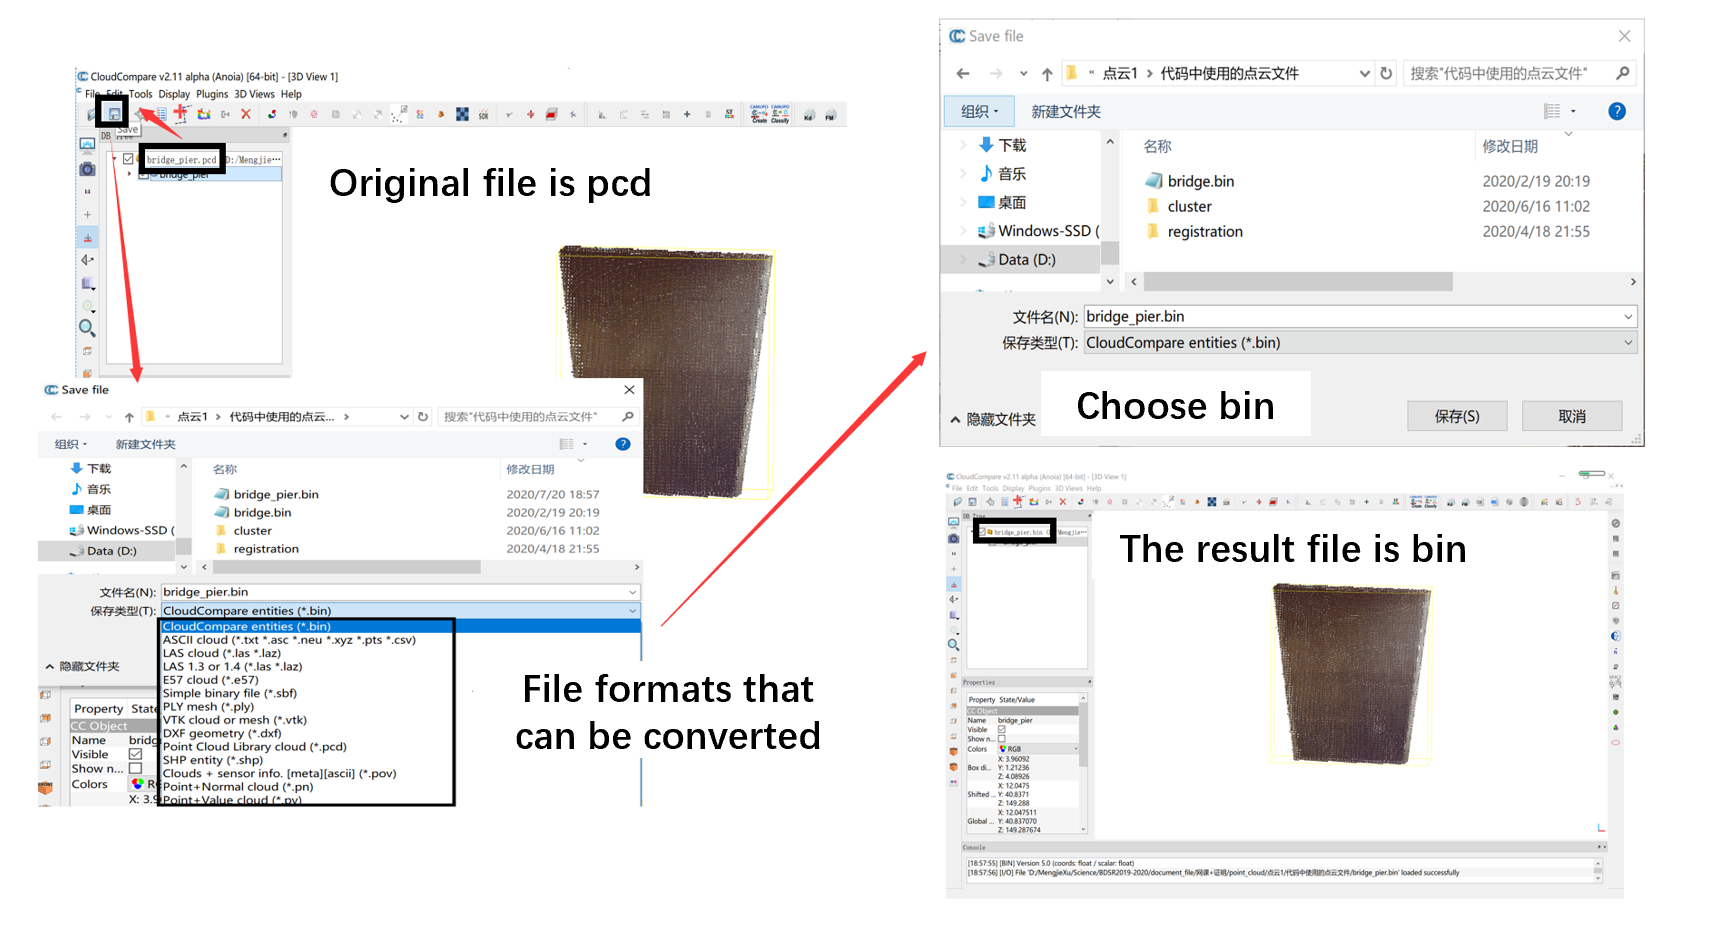 CloudCompare v2.11 alpha (Anoia) [64-bit] - [3D View 1]
File Edit Tools Display Plugins 3D Views Help
SOR
CANUPO Create
CANUPO Classify
Kd
FM
Save
DB Tree
bridge_pier.pcd (D:/Mengjie···
bridge_pier
Original file is pcd
Save file
点云1 › 代码中使用的点云... ›
搜索"代码中使用的点云文件"
组织
新建文件夹
下载
音乐
桌面
Windows-SSD (
Data (D:)
名称 修改日期
bridge_pier.bin 2020/7/20 18:57
bridge.bin 2020/2/19 20:19
cluster 2020/6/16 11:02
registration 2020/4/18 21:55
文件名(N): bridge_pier.bin
保存类型(T): CloudCompare entities (*.bin)
CloudCompare entities (*.bin)
ASCII cloud (*.txt *.asc *.neu *.xyz *.pts *.csv)
LAS cloud (*.las *.laz)
LAS 1.3 or 1.4 (*.las *.laz)
E57 cloud (*.e57)
Simple binary file (*.sbf)
PLY mesh (*.ply)
VTK cloud or mesh (*.vtk)
DXF geometry (*.dxf)
Point Cloud Library cloud (*.pcd)
SHP entity (*.shp)
Clouds + sensor info. [meta][ascii] (*.pov)
Point+Normal cloud (*.pn)
Point+Value cloud (*.pv)
隐藏文件夹
Property State
CC Object
Name bridg
Visible
Show n...
Colors RG
X: 3.9
File formats that
can be converted
Save file
« 点云1 › 代码中使用的点云文件
搜索"代码中使用的点云文件"
组织
新建文件夹
下载
音乐
桌面
Windows-SSD (
Data (D:)
名称 修改日期
bridge.bin 2020/2/19 20:19
cluster 2020/6/16 11:02
registration 2020/4/18 21:55
文件名(N): bridge_pier.bin
保存类型(T): CloudCompare entities (*.bin)
隐藏文件夹
Choose bin
保存(S)
取消
CloudCompare v2.11 alpha (Anoia) [64-bit] - [3D View 1]
File Edit Tools Display Plugins 3D Views Help
DB Tree
bridge_pier.bin (D:/Mengjie···
The result file is bin
Properties
Property State/Value
CC Object
Name bridge_pier
Visible
Show n...
Colors RGB
X: 3.96092
Box di... Y: 1.21236
Z: 4.08926
X: 12.0475
Shifted ... Y: 40.8371
Z: 149.288
X: 12.047511
Global ... Y: 40.837070
Z: 149.287674
Console
[18:57:55] [BIN] Version 5.0 (coords: float / scalar: float)
[18:57:56] [I/O] File 'D:/MengjieXu/Science/BDSR2019-2020/document_file/网课+证明/point_cloud/点云1/代码中使用的点云文件/bridge_pier.bin' loaded successfully